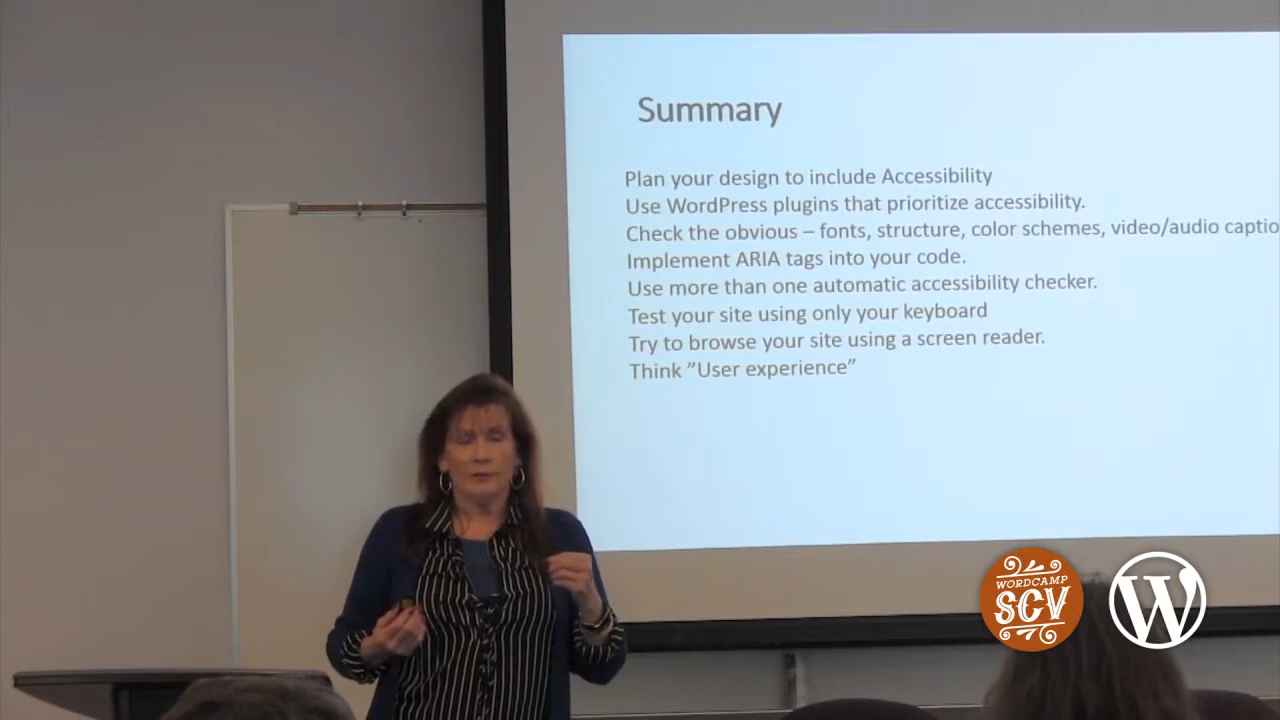 Summary
Plan your design to include Accessibility
Use WordPress plugins that prioritize accessibility.
Check the obvious – fonts, structure, color schemes, video/audio captio
Implement ARIA tags into your code.
Use more than one automatic accessibility checker.
Test your site using only your keyboard
Try to browse your site using a screen reader.
Think ”User experience”
WORDCAMP
SCV
W